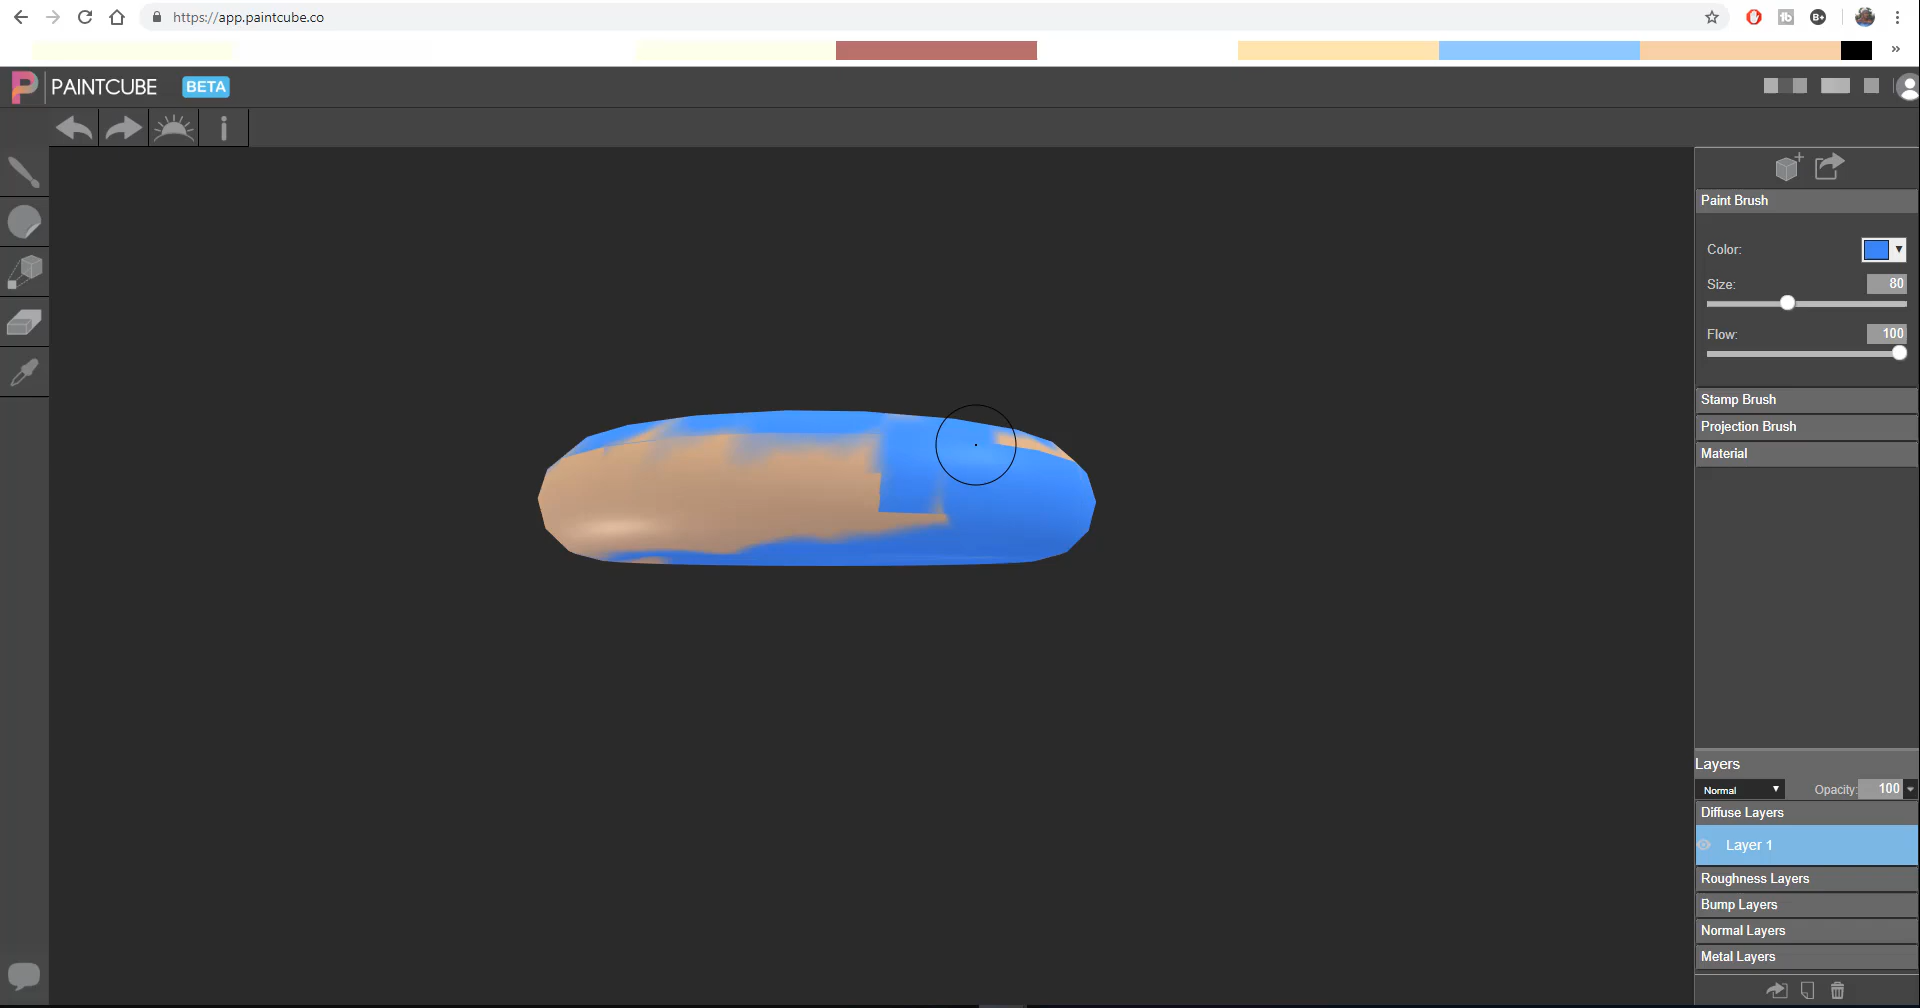 https://app.paintcube.co
PAINTCUBE BETA
Paint Brush
Color:
Size: 80
Flow: 100
Stamp Brush
Projection Brush
Material
Layers
Normal Opacity: 100
Diffuse Layers
Layer 1
Roughness Layers
Bump Layers
Normal Layers
Metal Layers